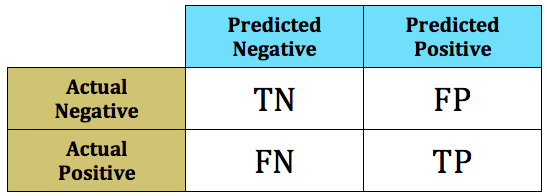 Predicted Predicted
Negative Positive
Actual
Negative TN FP
Actual
Positive FN TP